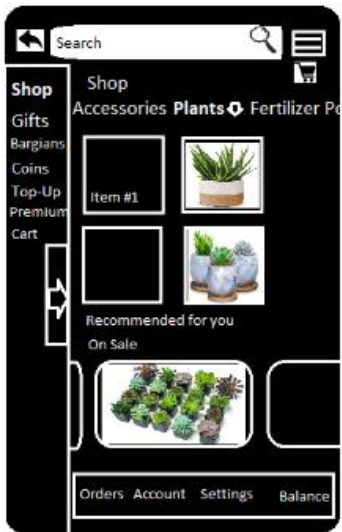 Search
Shop
Gifts
Bargians
Coins
Top-Up
Premium
Cart
Shop
Accessories Plants Fertilizer Po
Item #1
Recommended for you
On Sale
Orders Account Settings Balance